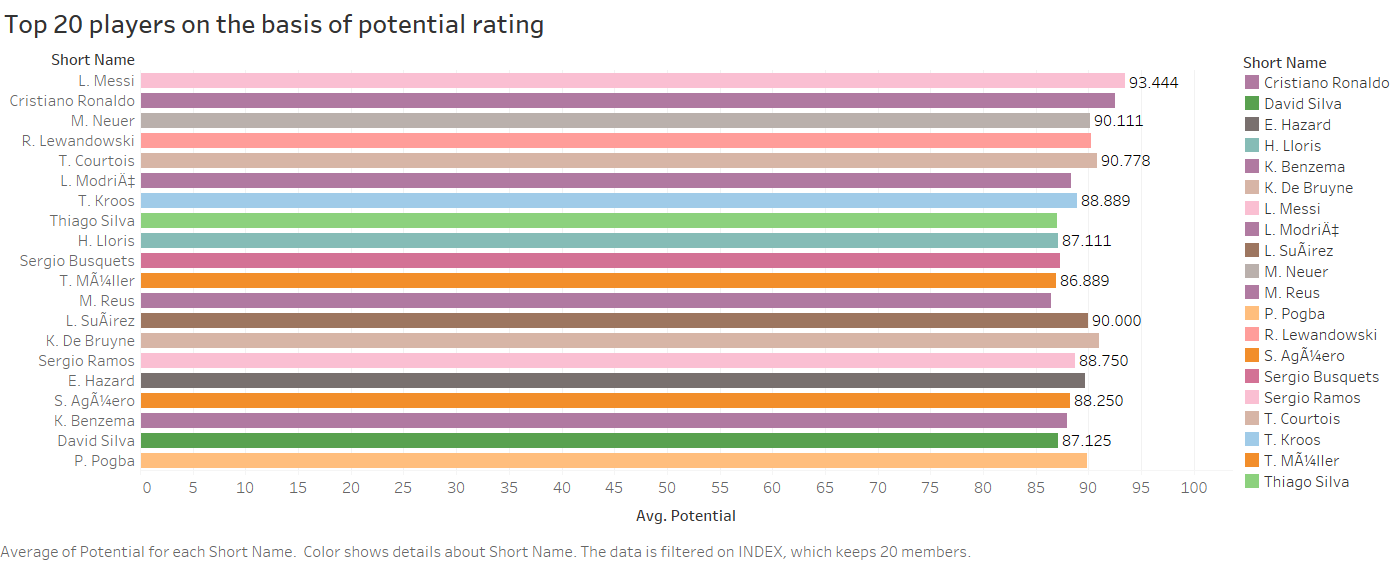 Top 20 players on the basis of potential rating
Short Name
L. Messi
93.444
Cristiano Ronaldo
M. Neuer
90.111
R. Lewandowski
T. Courtois
90.778
L. ModriÄ‡
T. Kroos
88.889
Thiago Silva
H. Lloris
87.111
Sergio Busquets
T. MÃ¼ller
86.889
M. Reus
L. SuÃirez
90.000
K. De Bruyne
Sergio Ramos
88.750
E. Hazard
S. AgÃ¼ero
88.250
K. Benzema
David Silva
87.125
P. Pogba
0 5 10 15 20 25 30 35 40 45 50 55 60 65 70 75 80 85 90 95 100
Avg. Potential
Short Name
Cristiano Ronaldo
David Silva
E. Hazard
H. Lloris
K. Benzema
K. De Bruyne
L. Messi
L. ModriÄ‡
L. SuÃirez
M. Neuer
M. Reus
P. Pogba
R. Lewandowski
S. AgÃ¼ero
Sergio Busquets
Sergio Ramos
T. Courtois
T. Kroos
T. MÃ¼ller
Thiago Silva
Average of Potential for each Short Name. Color shows details about Short Name. The data is filtered on INDEX, which keeps 20 members.